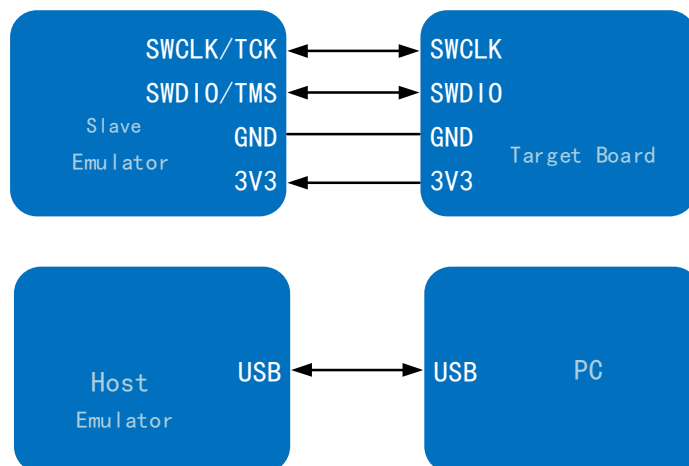 SWCLK/TCK
SWCLK
SWDIO/TMS
SWDIO
Slave
Emulator
GND
GND
Target Board
3V3
3V3
Host
Emulator
USB
USB
PC